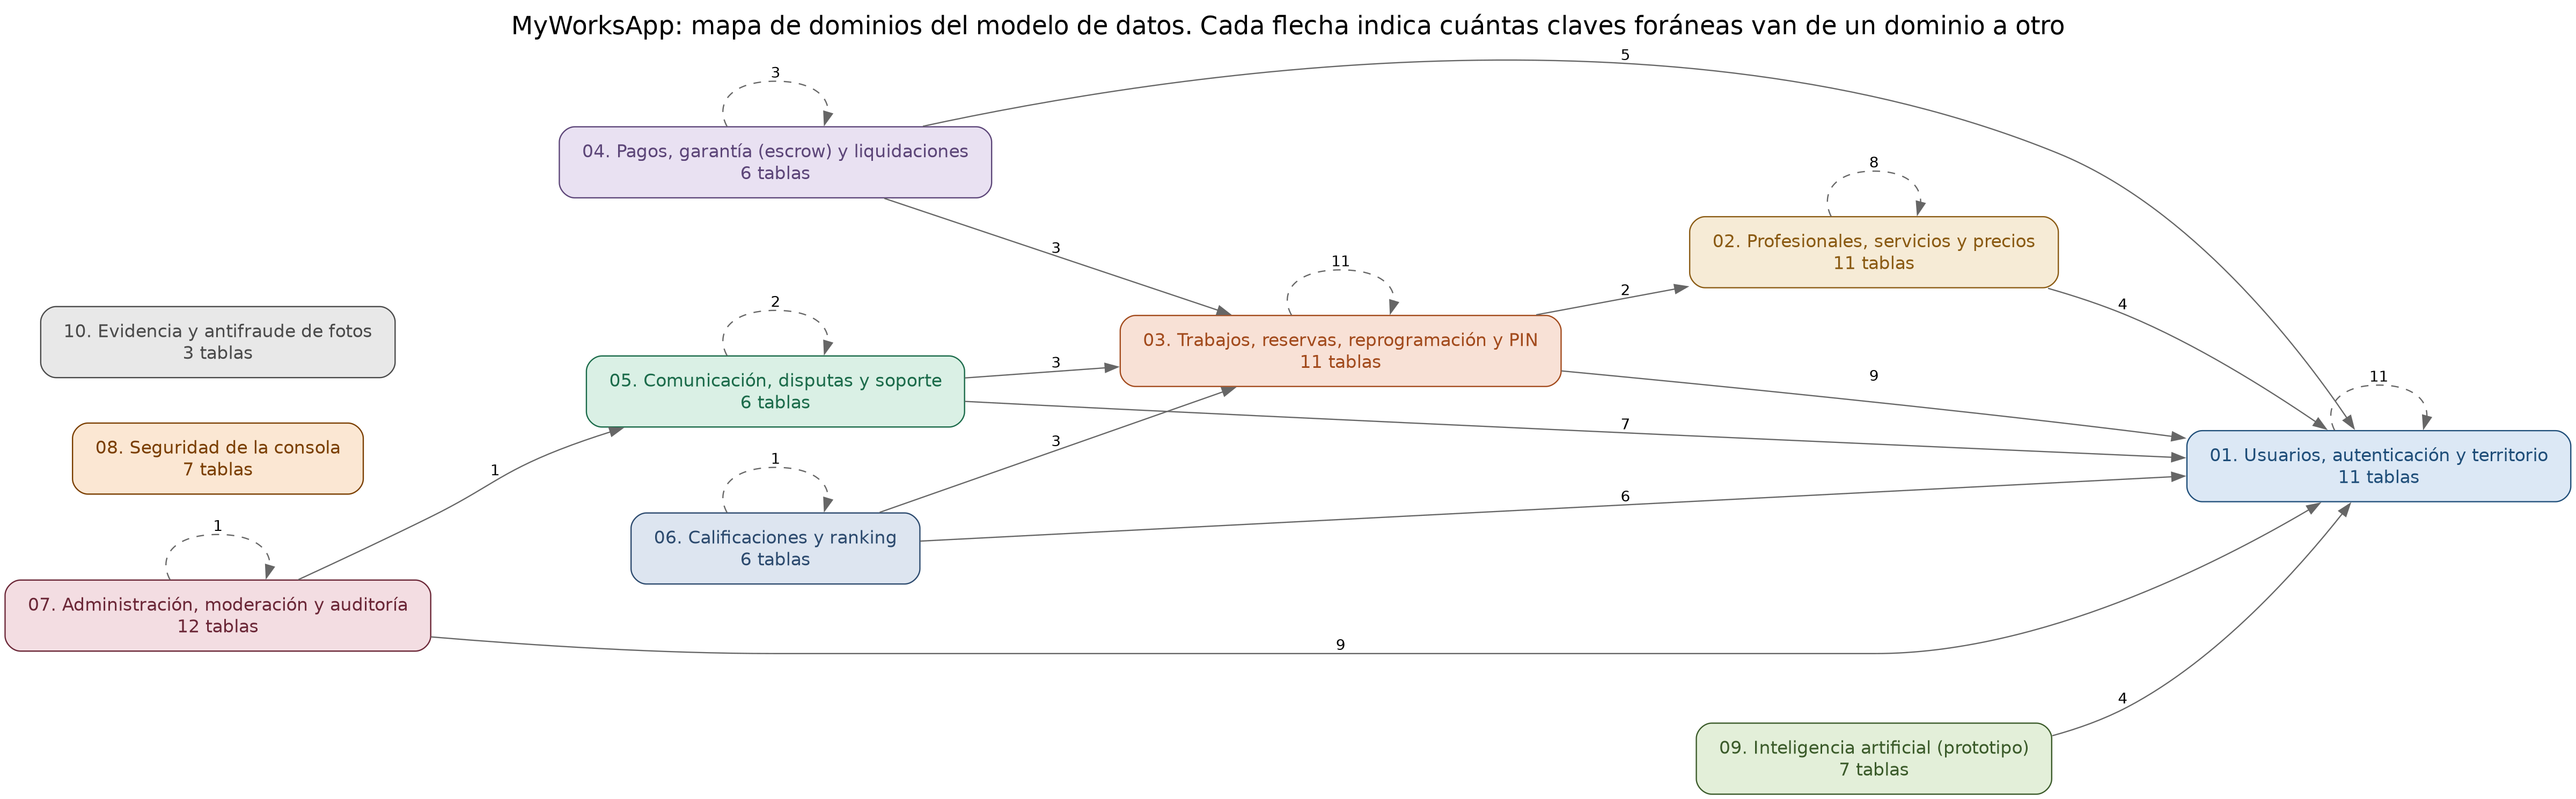 MyWorksApp: mapa de dominios del modelo de datos. Cada flecha indica cuántas claves foráneas van de un dominio a otro
5
3
04. Pagos, garantía (escrow) y liquidaciones
6 tablas
8
02. Profesionales, servicios y precios
11 tablas
3
11
2
4
2
10. Evidencia y antifraude de fotos
3 tablas
03. Trabajos, reservas, reprogramación y PIN
11 tablas
3
9
11
05. Comunicación, disputas y soporte
6 tablas
7
08. Seguridad de la consola
7 tablas
1
3
1
01. Usuarios, autenticación y territorio
11 tablas
6
1
06. Calificaciones y ranking
6 tablas
07. Administración, moderación y auditoría
12 tablas
9
4
09. Inteligencia artificial (prototipo)
7 tablas